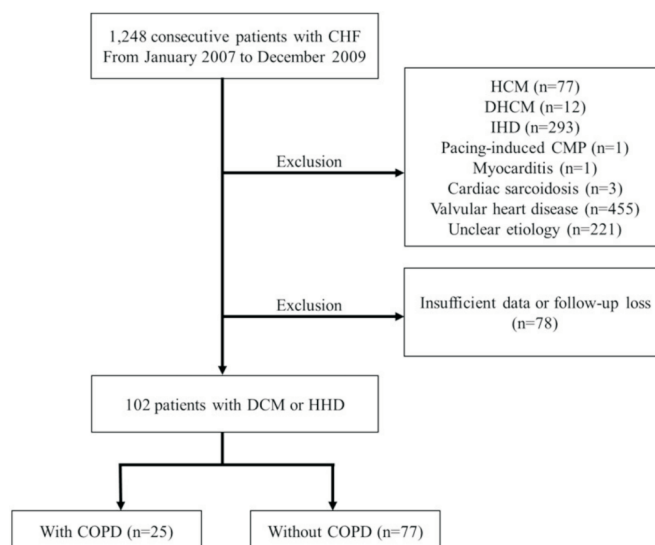 1,248 consecutive patients with CHF
From January 2007 to December 2009
HCM (n=77)
DHCM (n=12)
IHD (n=293)
Pacing-induced CMP (n=1)
Myocarditis (n=1)
Cardiac sarcoidosis (n=3)
Valvular heart disease (n=455)
Unclear etiology (n=221)
Exclusion
Exclusion
Insufficient data or follow-up loss
(n=78)
102 patients with DCM or HHD
With COPD (n=25)
Without COPD (n=77)